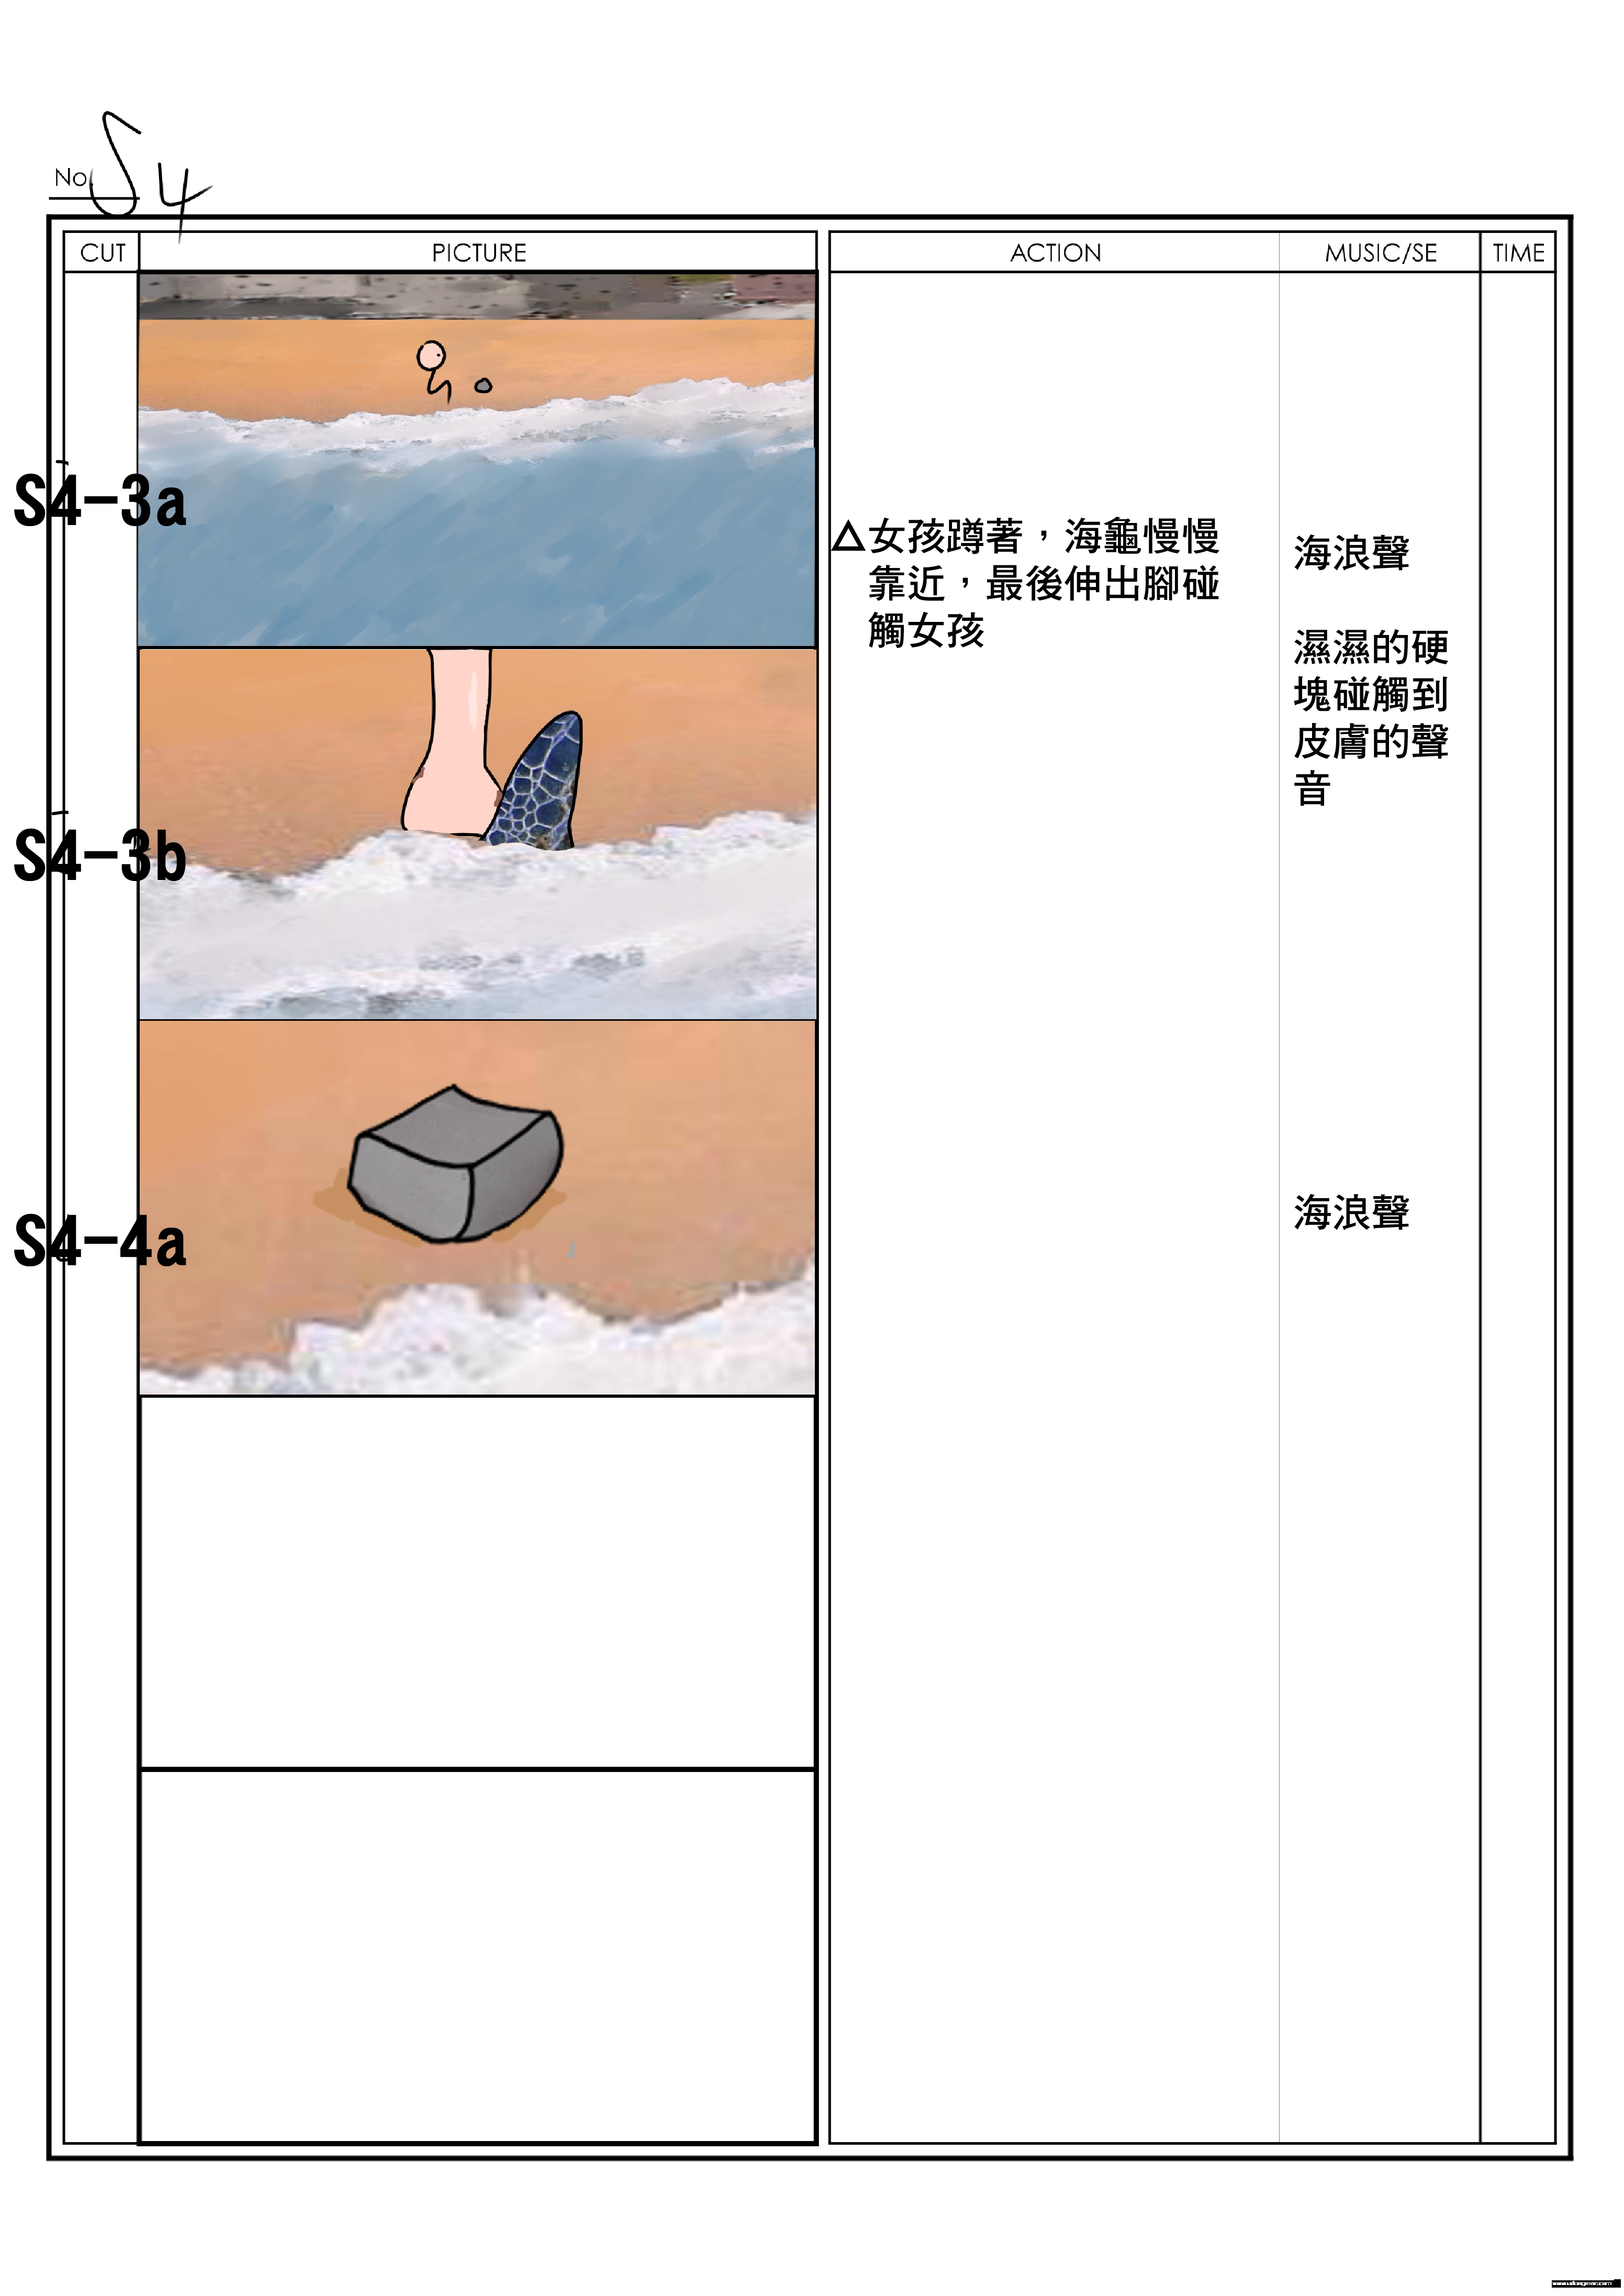 No.
S4
CUT
PICTURE
ACTION
MUSIC/SE
TIME
S4-3a
△女孩蹲著，海龜慢慢
靠近，最後伸出腳碰
觸女孩
海浪聲
濕濕的硬
塊碰觸到
皮膚的聲
音
S4-3b
S4-4a
海浪聲